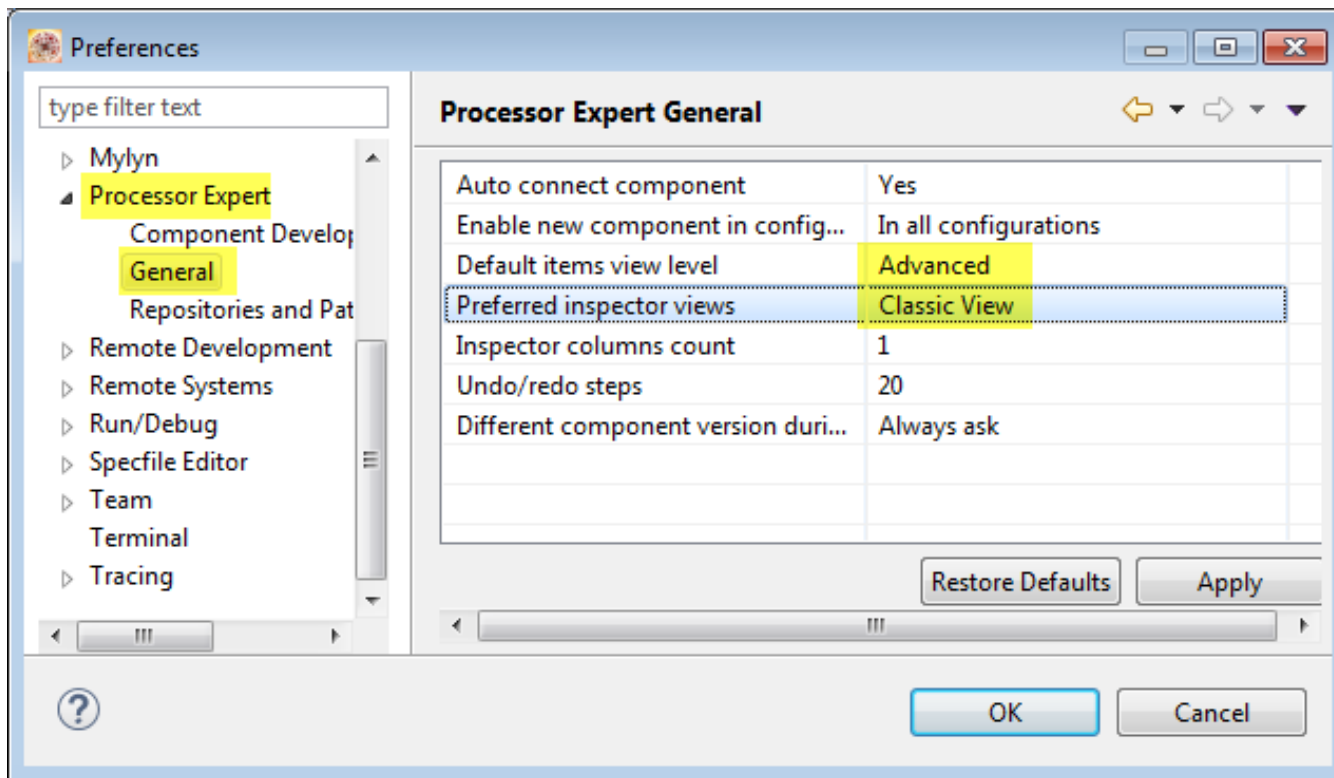 Preferences
type filter text
Mylyn
Processor Expert
Component Develop
General
Repositories and Pat
Remote Development
Remote Systems
Run/Debug
Specfile Editor
Team
Terminal
Tracing
Processor Expert General
Auto connect component Yes
Enable new component in config... In all configurations
Default items view level Advanced
Preferred inspector views Classic View
Inspector columns count 1
Undo/redo steps 20
Different component version duri... Always ask
Restore Defaults Apply
? OK Cancel